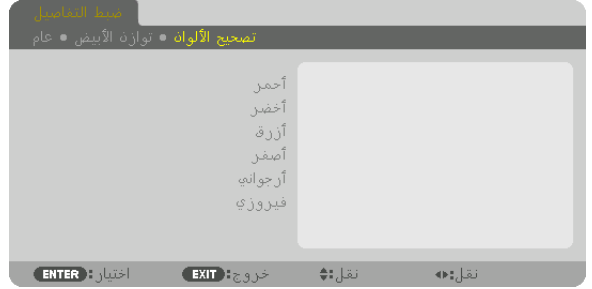 ضبط التفاصيل
عام ● توازن الأبيض ● تصحيح الألوان
أحمر
أخضر
أزرق
أصفر
أرجواني
فيروزي
ENTER :اختيار EXIT :خروج نقل: نقل: